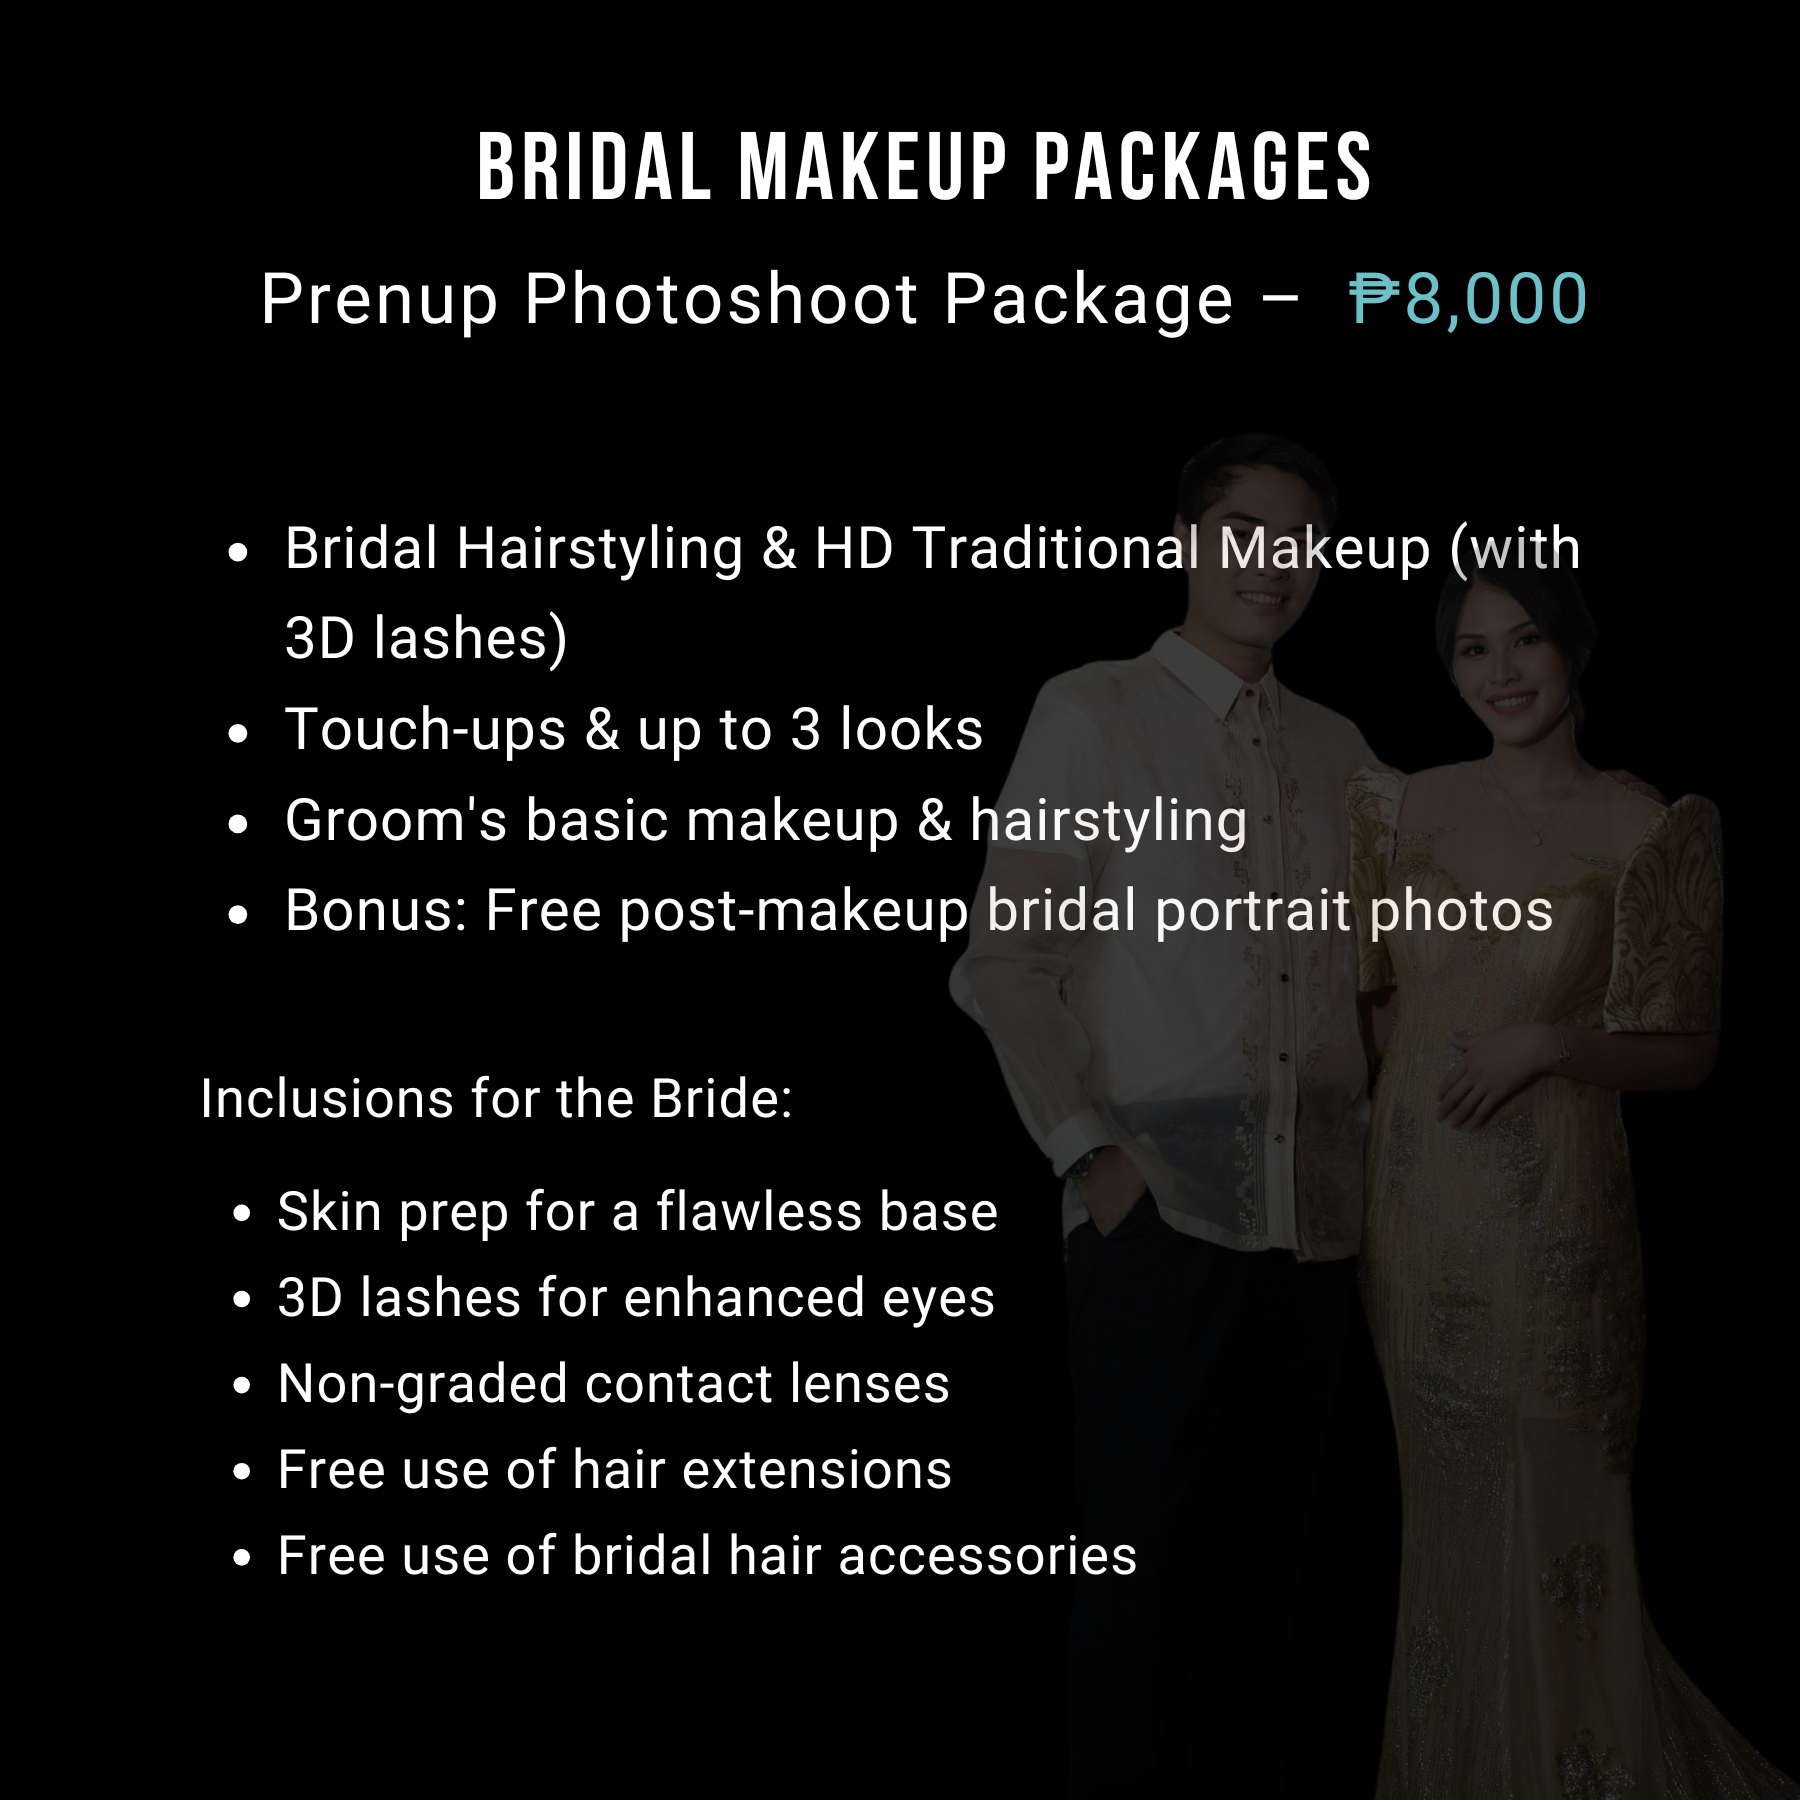 BRIDAL MAKEUP PACKAGES
Prenup Photoshoot Package – ₱8,000
• Bridal Hairstyling & HD Traditional Makeup (with
3D lashes)
• Touch-ups & up to 3 looks
• Groom's basic makeup & hairstyling
• Bonus: Free post-makeup bridal portrait photos
Inclusions for the Bride:
• Skin prep for a flawless base
• 3D lashes for enhanced eyes
• Non-graded contact lenses
• Free use of hair extensions
• Free use of bridal hair accessories